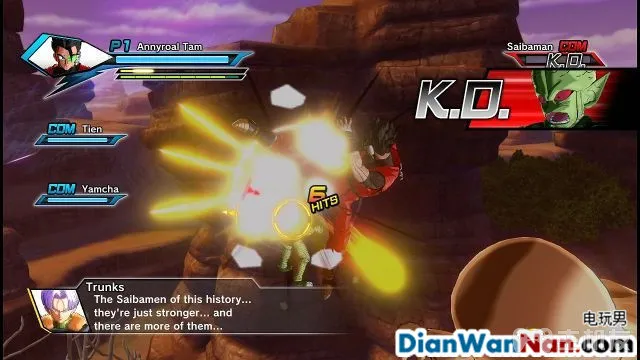 P1 Annyroal Tam
Saibaman COM
K.O.
K.O.
COM Tien
COM Yamcha
6
HITS
Trunks
The Saibamen of this history...
they're just stronger... and
there are more of them...
电玩男
DianWanNan.com